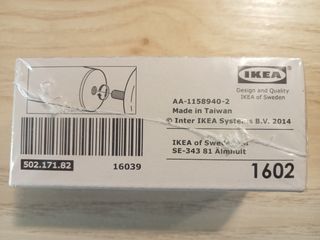 IKEA
Design and Quality
IKEA of Sweden
AA-1158940-2
Made in Taiwan
© Inter IKEA Systems B.V. 2014
IKEA of Sweden
SE-343 81 Älmhult
502.171.82
16039
1602